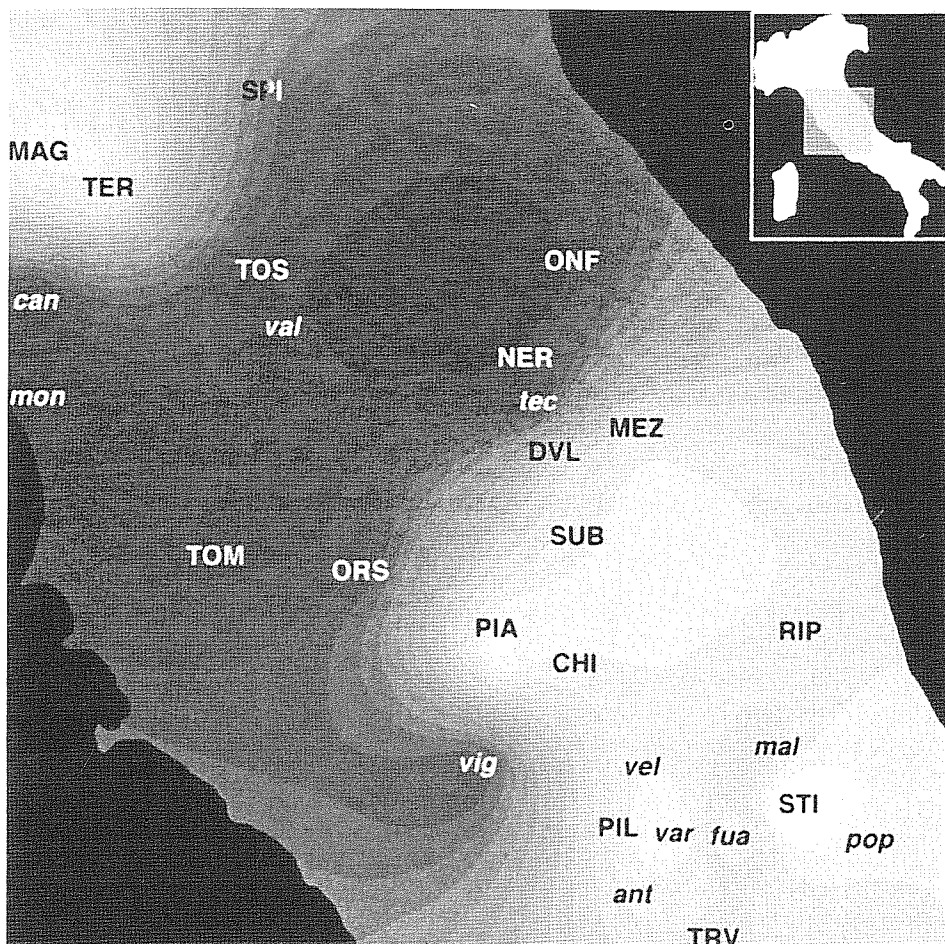 SPI
MAG
TER
TOS
ONF
can
val
NER
mon
tec
MEZ
DVL
SUB
TOM
ORS
PIA
RIP
CHI
mal
vig
vel
STI
PIL
var
fua
pop
ant
TRV